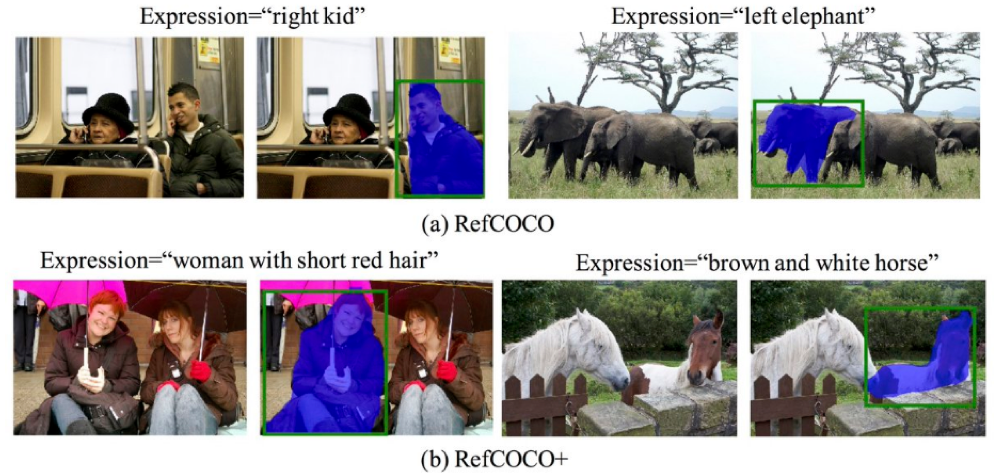 Expression=“right kid”
Expression=“left elephant”
(a) RefCOCO
Expression=“woman with short red hair”
Expression=“brown and white horse”
(b) RefCOCO+